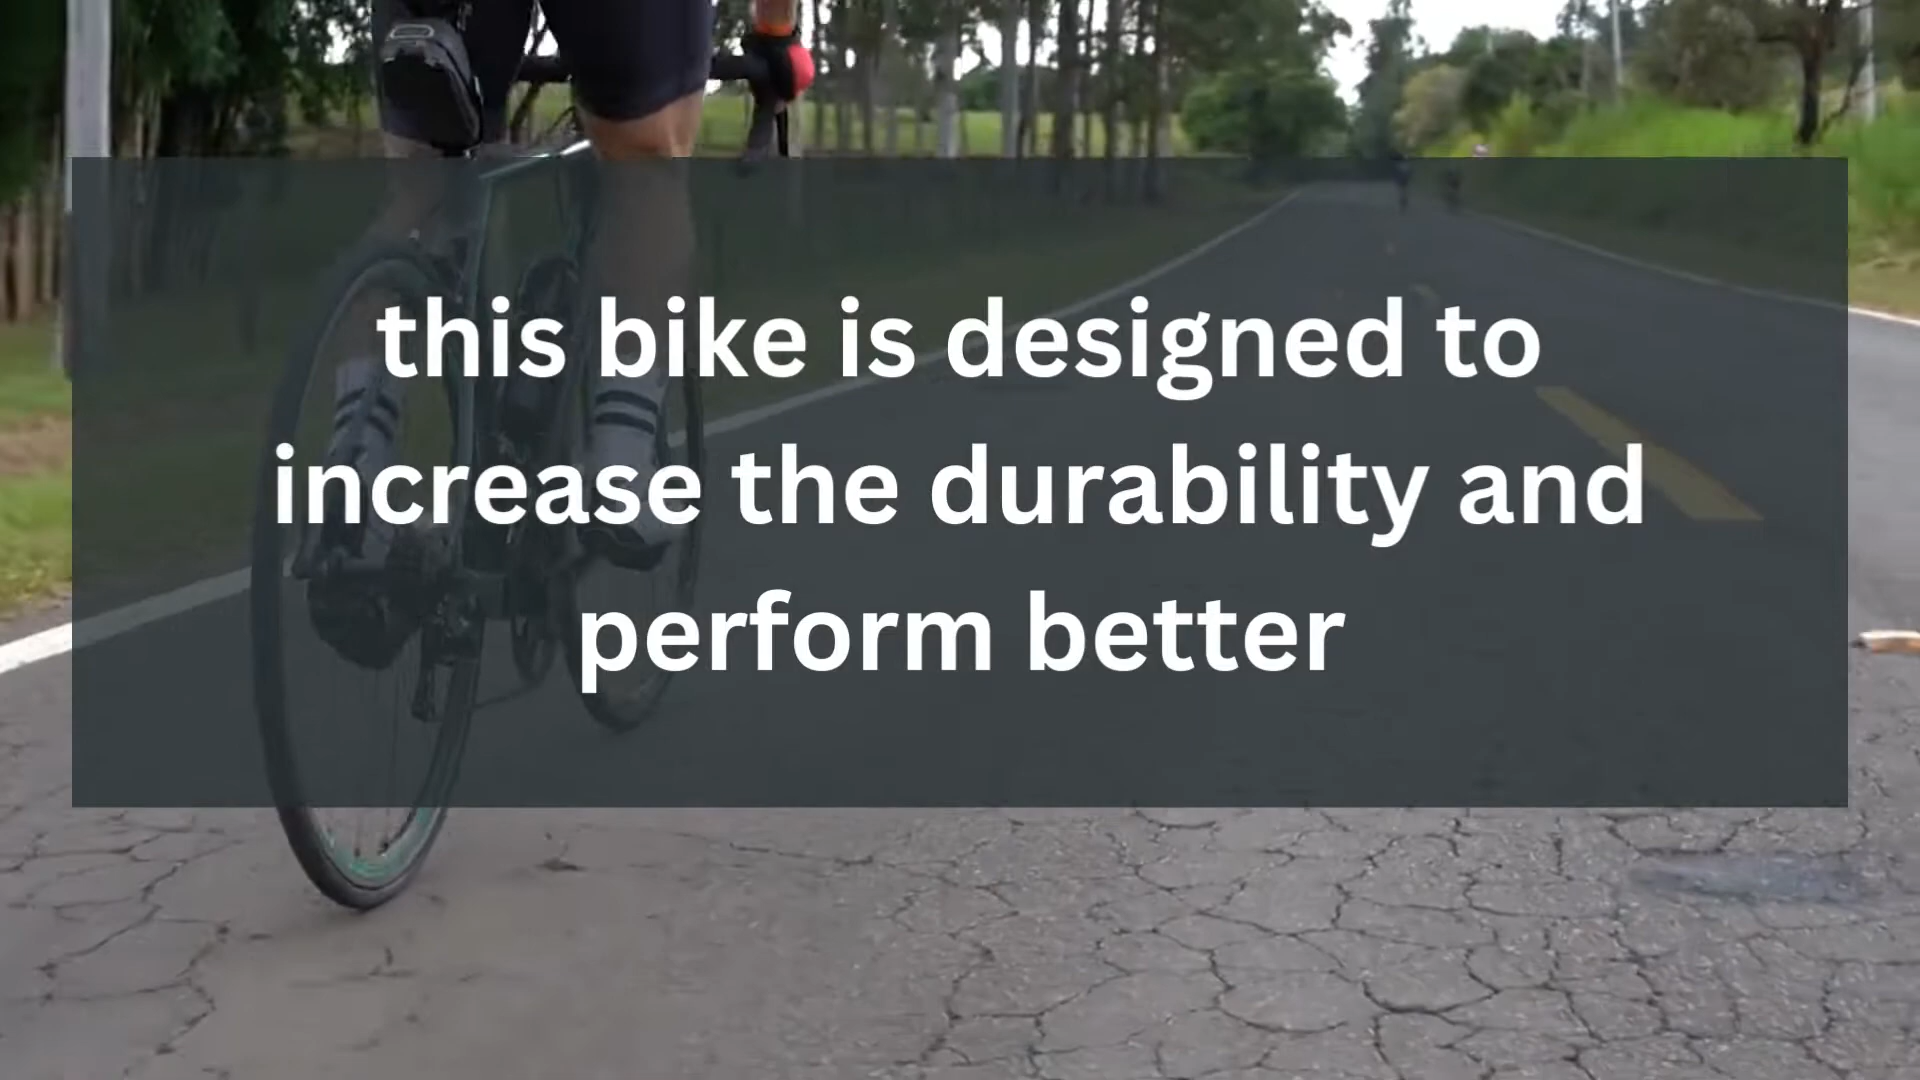 this bike is designed to
increase the durability and
perform better